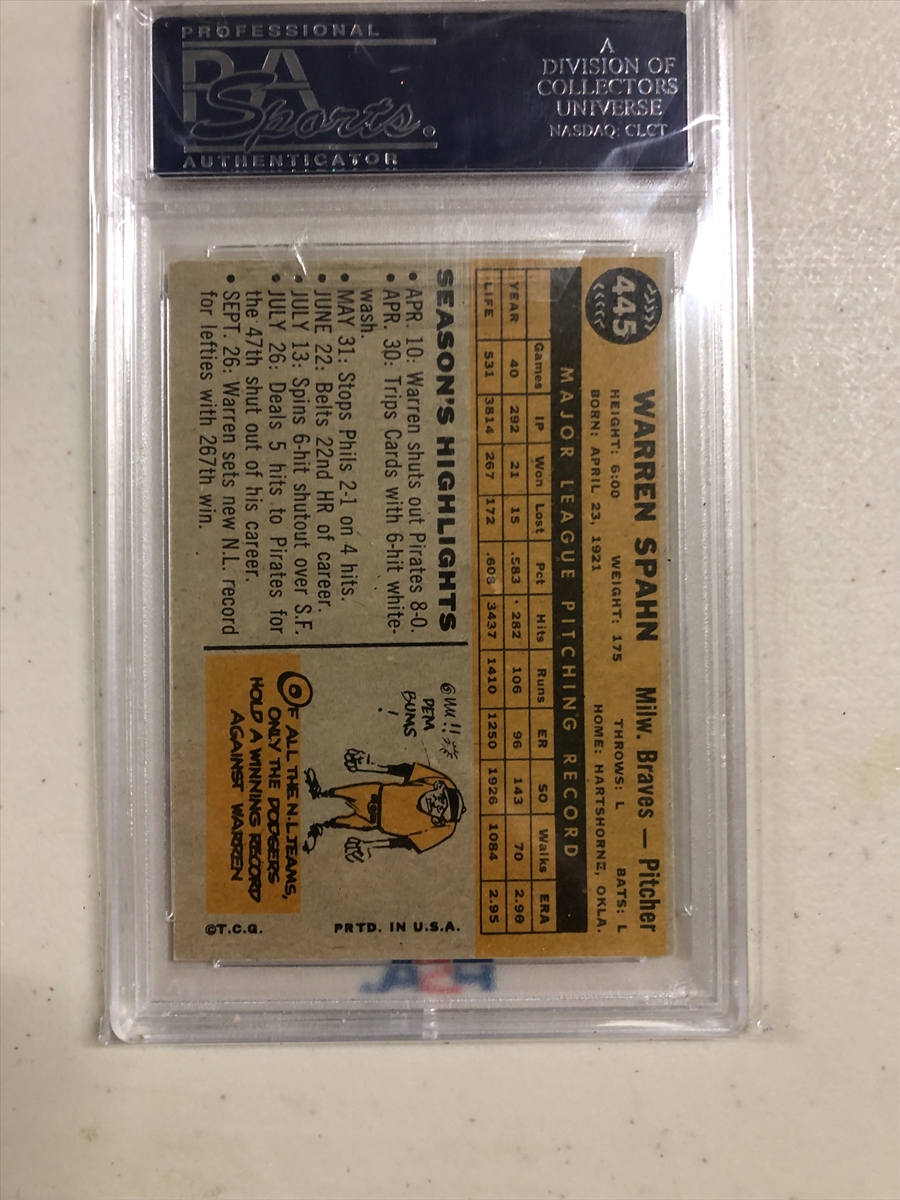 PROFESSIONAL
PSA
Sports®
AUTHENTICATOR
A
DIVISION OF
COLLECTORS
UNIVERSE
NASDAQ: CLCT
445
WARREN SPAHN Milw. Braves — Pitcher
HEIGHT: 6:00 WEIGHT: 175 THROWS: L BATS: L
BORN: APRIL 23, 1921 HOME: HARTSHORNE, OKLA.
MAJOR LEAGUE PITCHING RECORD
Games IP Won Lost Pct Hits Runs ER SO Walks ERA
YEAR 40 292 21 15 .583 282 106 96 143 70 2.96
LIFE 531 3814 267 172 .608 3437 1410 1250 1926 1084 2.95
SEASON'S HIGHLIGHTS
• APR. 10: Warren shuts out Pirates 8-0.
• APR. 30: Trips Cards with 6-hit white-
wash.
• MAY 31: Stops Phils 2-1 on 4 hits.
• JUNE 22: Belts 22nd HR of career.
• JULY 13: Spins 6-hit shutout over S.F.
• JULY 26: Deals 5 hits to Pirates for
the 47th shut out of his career.
• SEPT. 26: Warren sets new N.L. record
for lefties with 267th win.
DEM
BUMS
!
OF ALL THE N.L. TEAMS,
ONLY THE DODGERS
HOLD A WINNING RECORD
AGAINST WARREN
©T.C.G. PRTD. IN U.S.A.
PSA